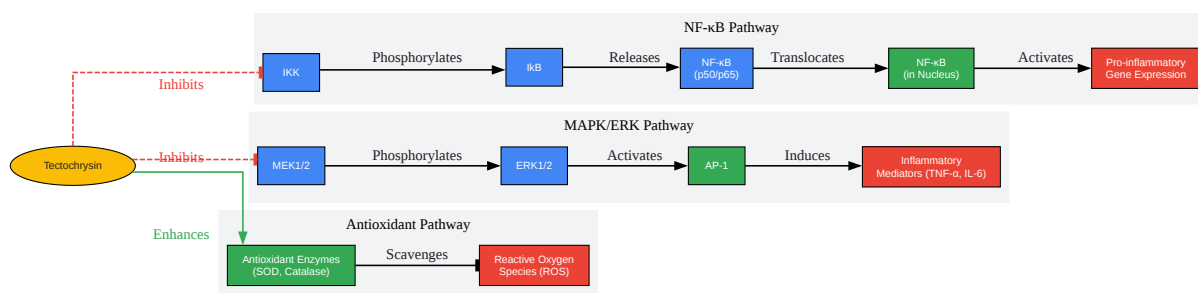 NF-κB Pathway
IKK
Phosphorylates
IkB
Releases
NF-κB
(p50/p65)
Translocates
NF-κB
(in Nucleus)
Activates
Pro-inflammatory
Gene Expression
Inhibits
Tectochrysin
MAPK/ERK Pathway
Inhibits
MEK1/2
Phosphorylates
ERK1/2
Activates
AP-1
Induces
Inflammatory
Mediators (TNF-α, IL-6)
Enhances
Antioxidant Pathway
Antioxidant Enzymes
(SOD, Catalase)
Scavenges
Reactive Oxygen
Species (ROS)